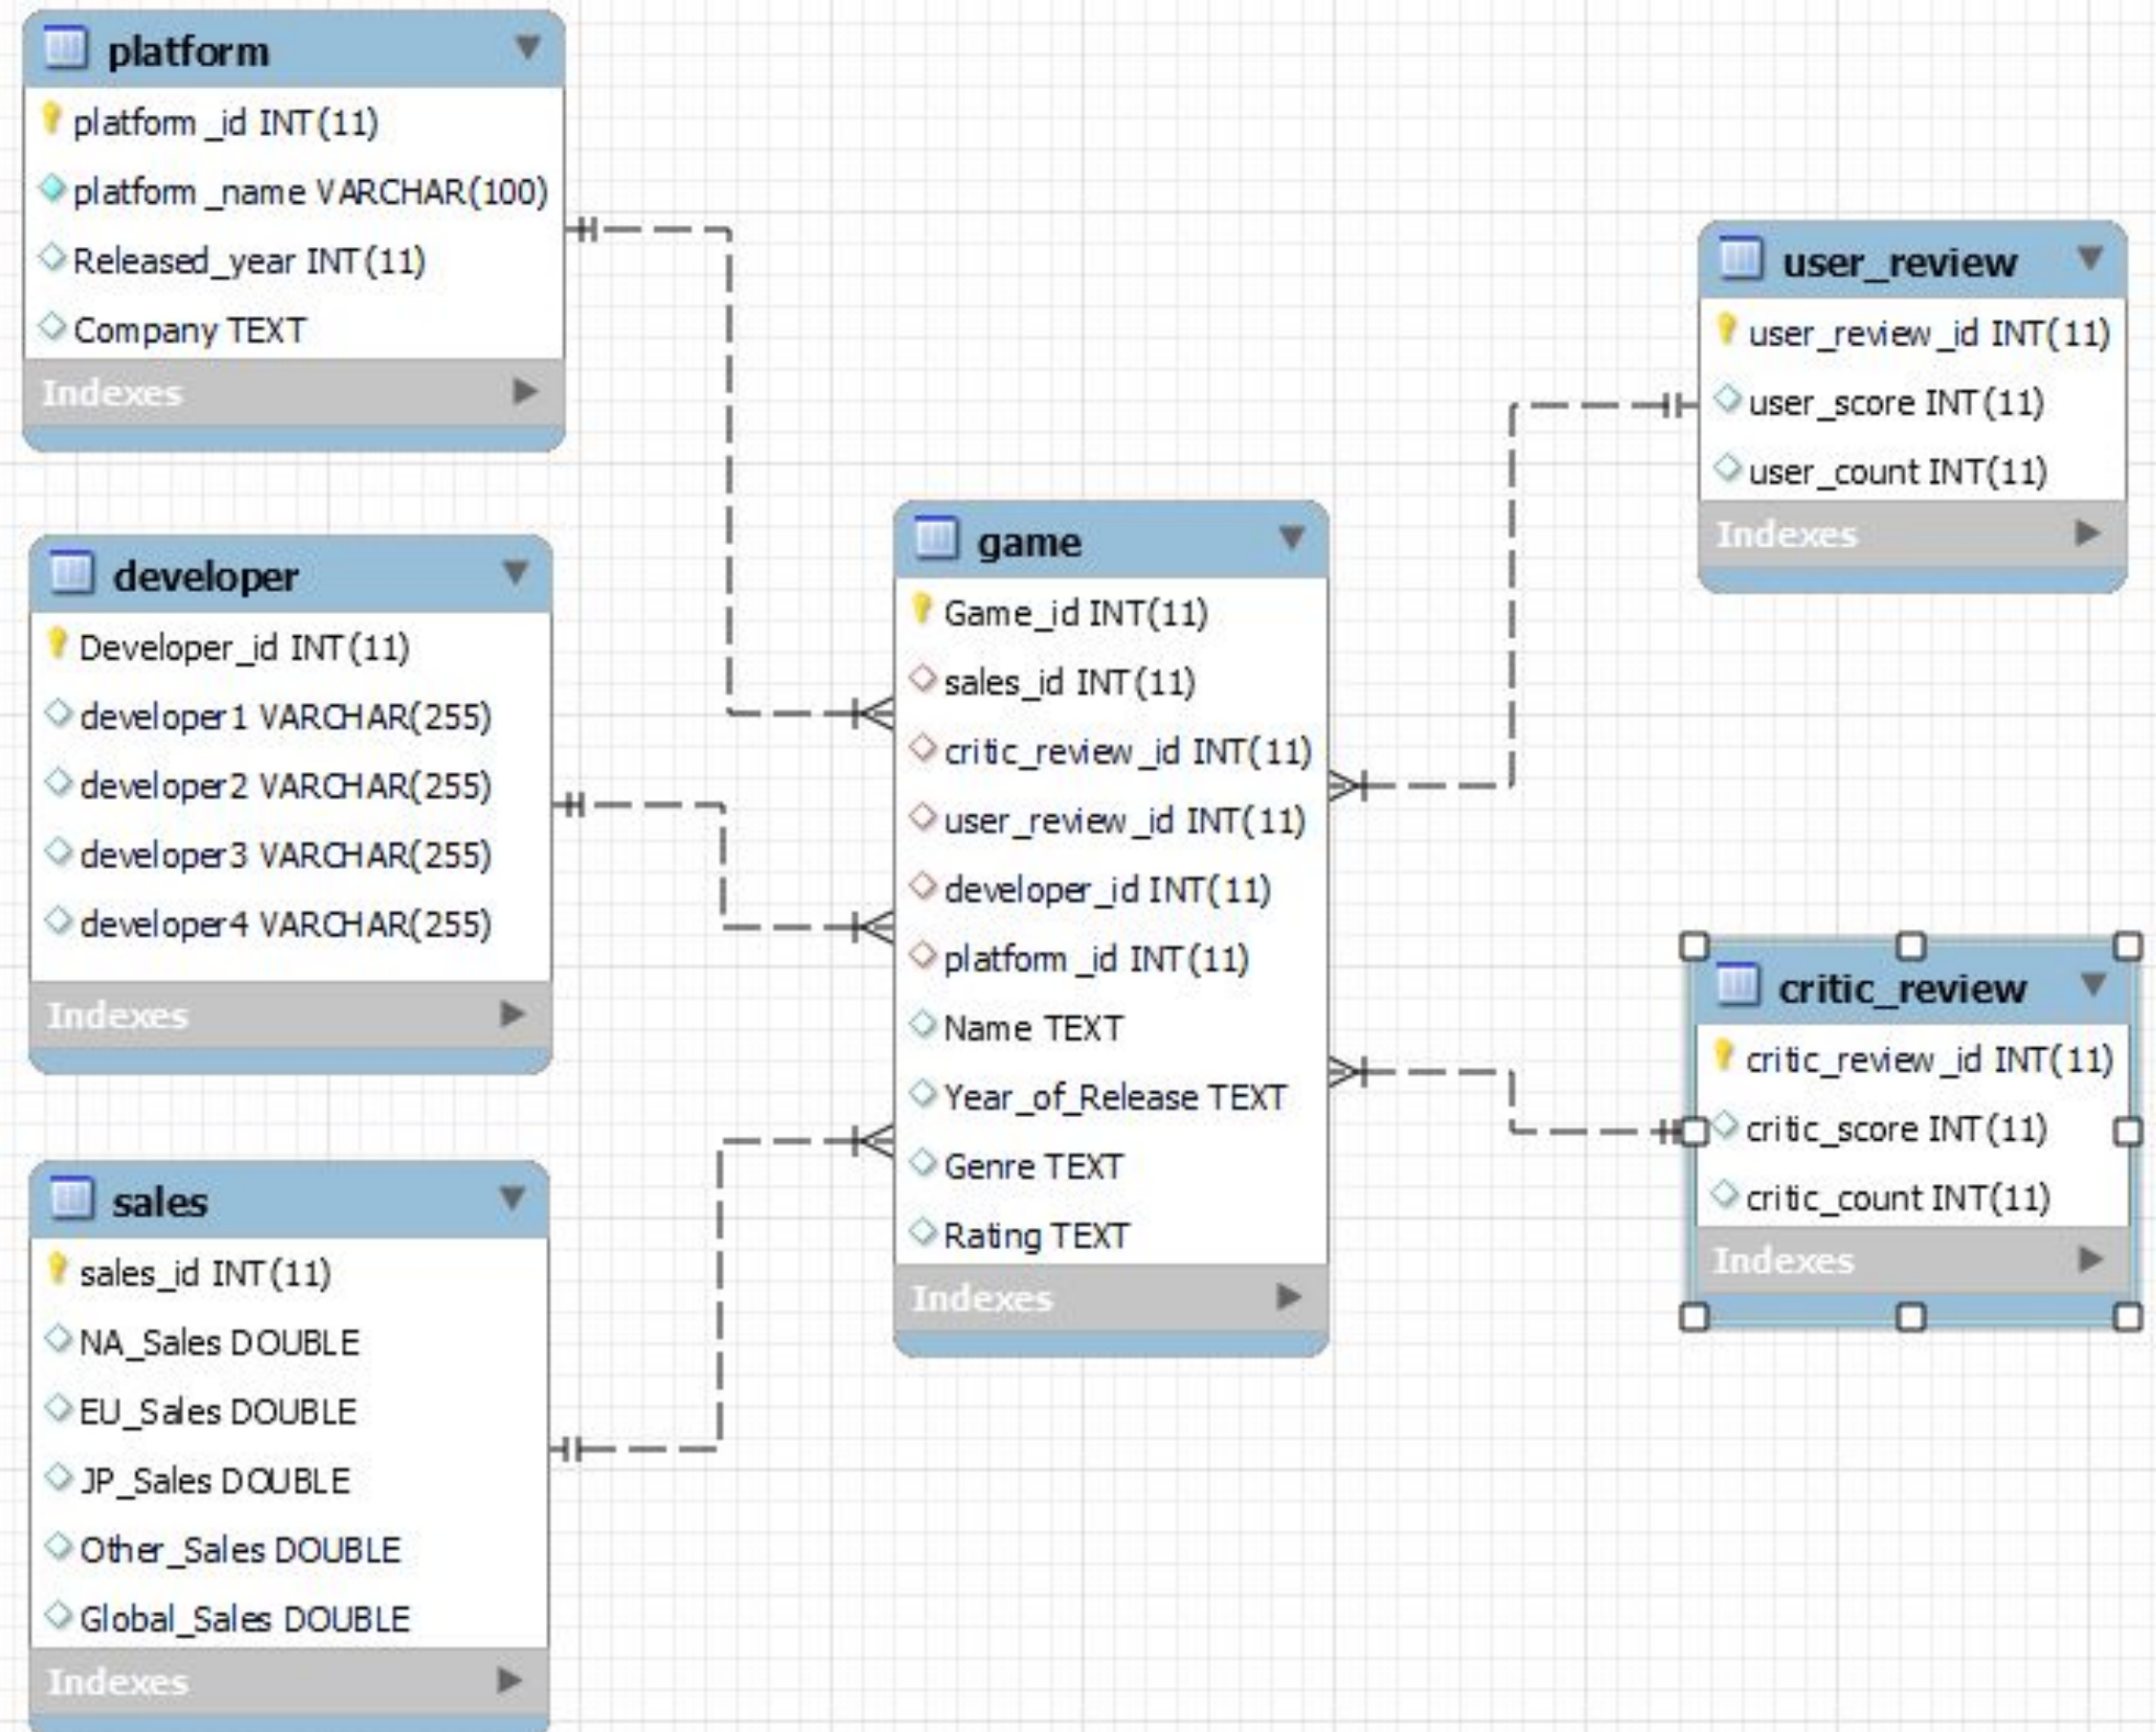 platform
platform_id INT(11)
platform_name VARCHAR(100)
Released_year INT(11)
Company TEXT
Indexes
developer
Developer_id INT(11)
developer1 VARCHAR(255)
developer2 VARCHAR(255)
developer3 VARCHAR(255)
developer4 VARCHAR(255)
Indexes
sales
sales_id INT(11)
NA_Sales DOUBLE
EU_Sales DOUBLE
JP_Sales DOUBLE
Other_Sales DOUBLE
Global_Sales DOUBLE
Indexes
game
Game_id INT(11)
sales_id INT(11)
critic_review_id INT(11)
user_review_id INT(11)
developer_id INT(11)
platform_id INT(11)
Name TEXT
Year_of_Release TEXT
Genre TEXT
Rating TEXT
Indexes
user_review
user_review_id INT(11)
user_score INT(11)
user_count INT(11)
Indexes
critic_review
critic_review_id INT(11)
critic_score INT(11)
critic_count INT(11)
Indexes